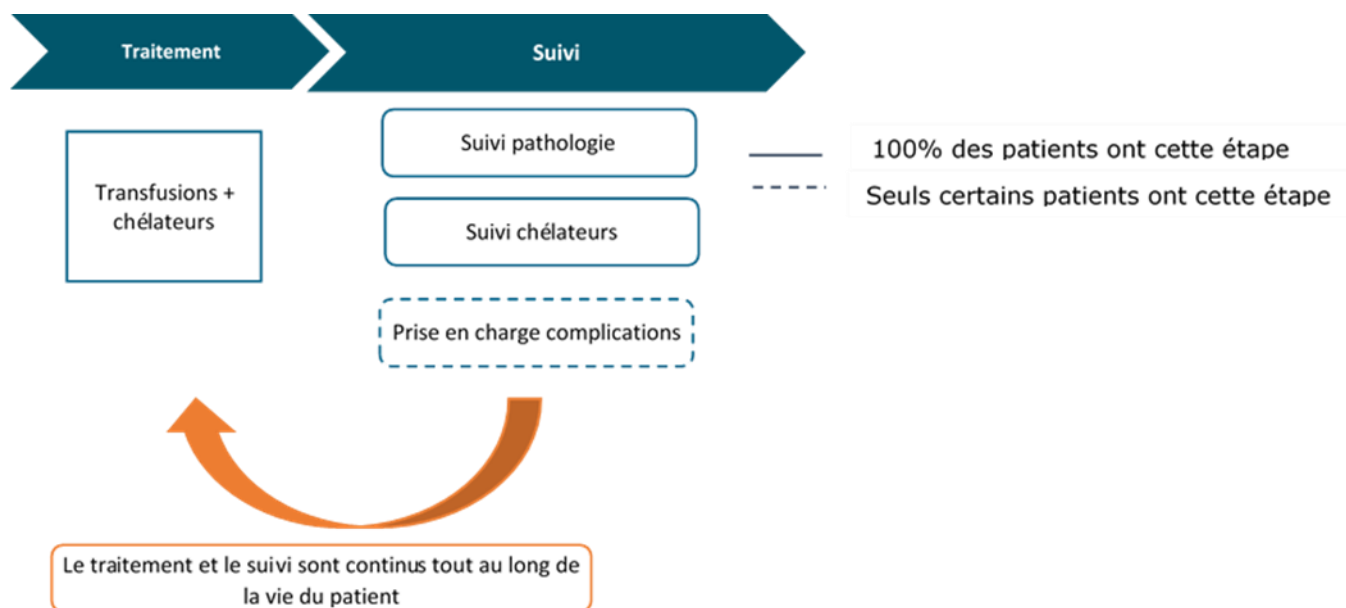 Traitement
Suivi
Transfusions +
chélateurs
Suivi pathologie
Suivi chélateurs
Prise en charge complications
100% des patients ont cette étape
Seuls certains patients ont cette étape
Le traitement et le suivi sont continus tout au long de
la vie du patient